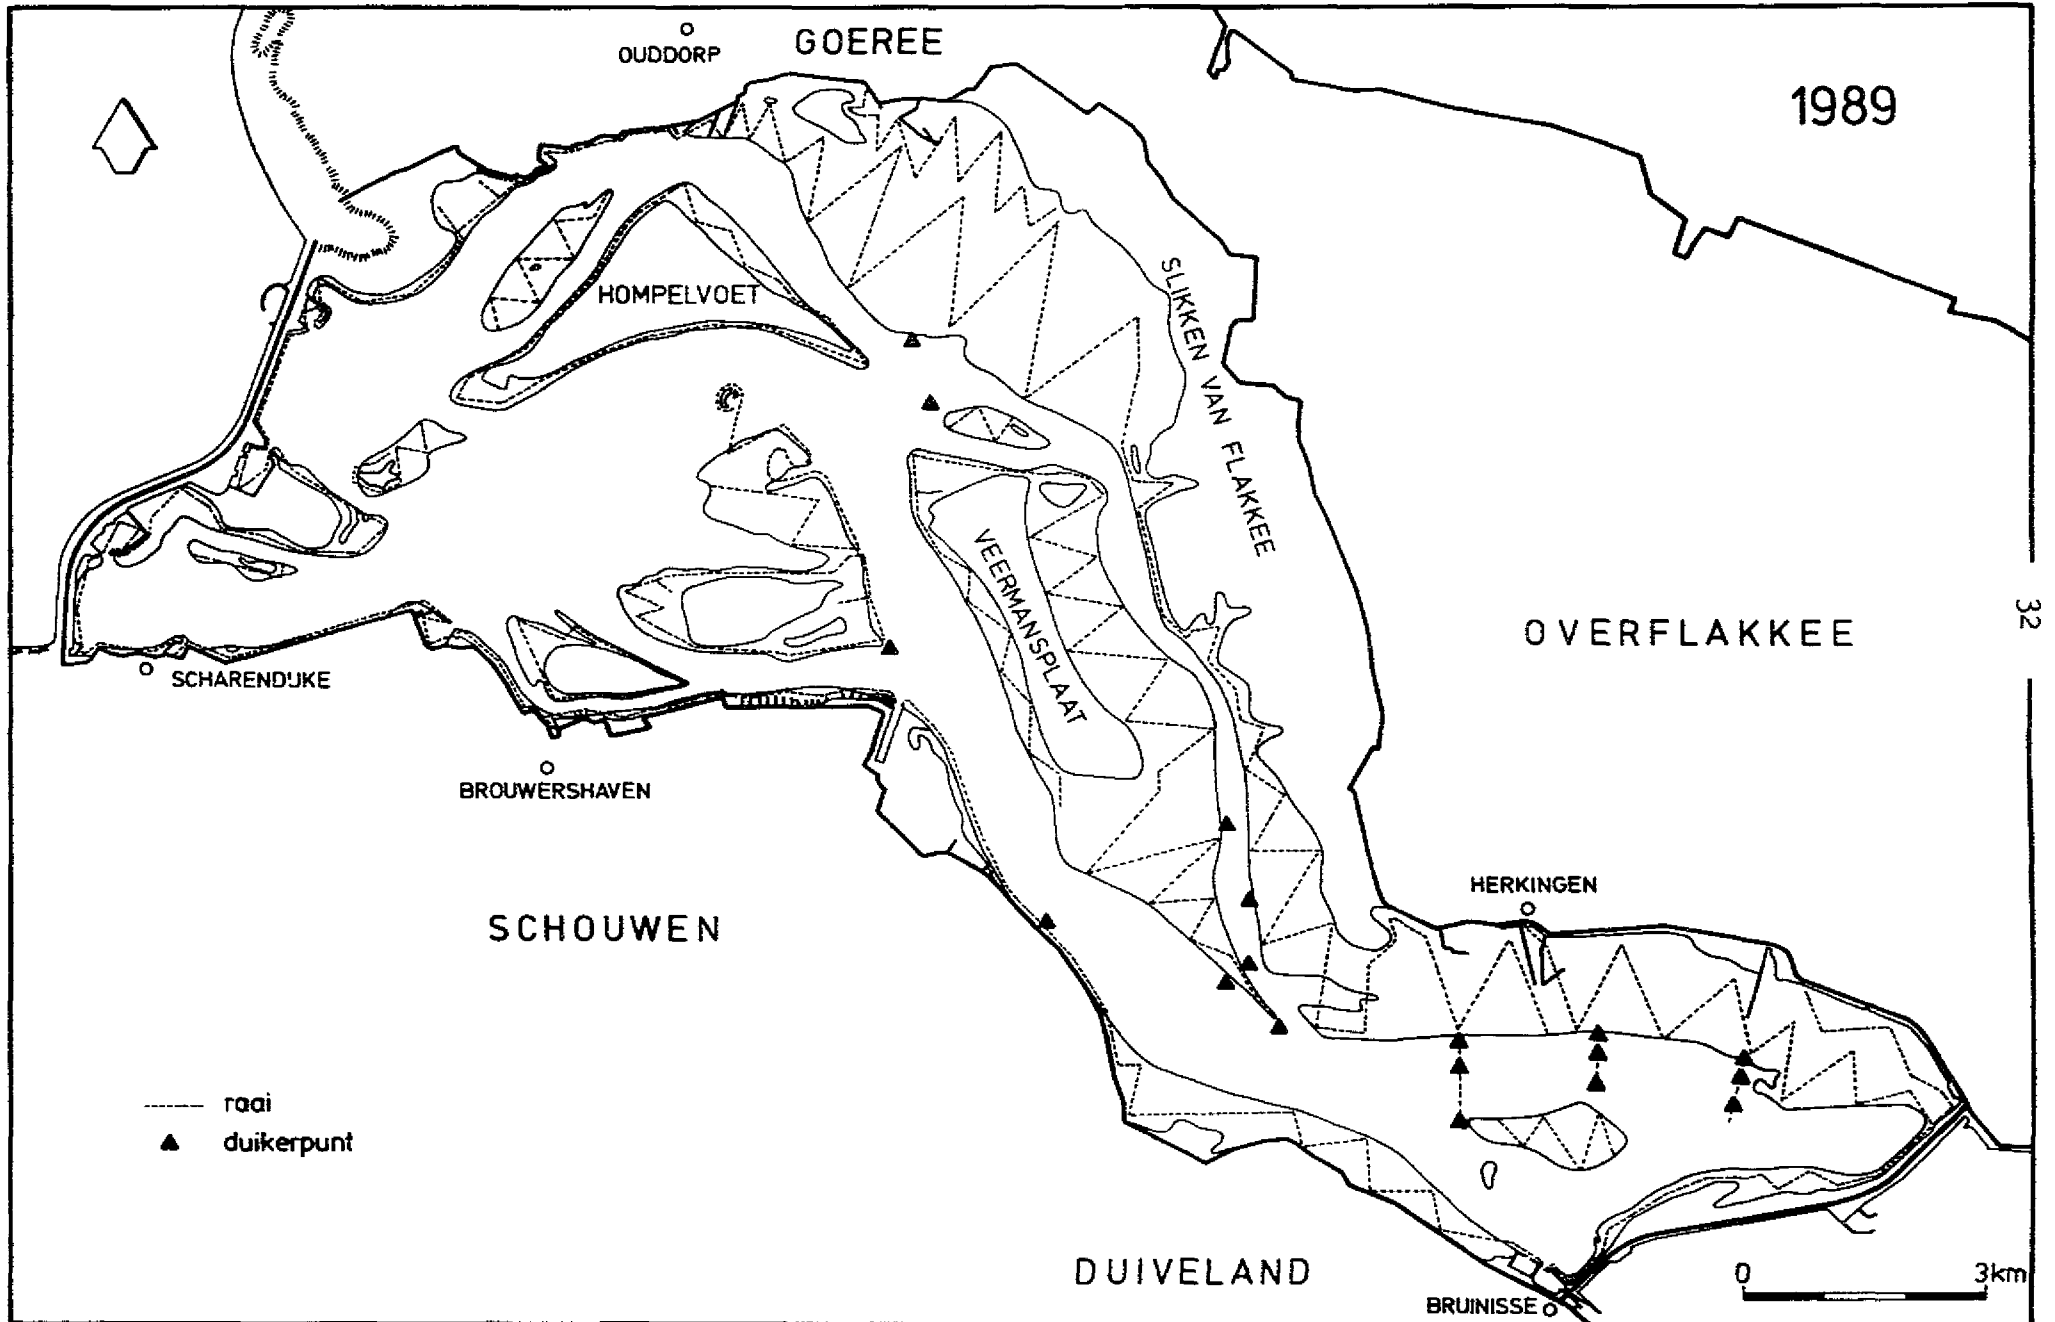 GOEREE
OUDDORP
1989
HOMPELVOET
SLIKKEN VAN FLAKKEE
VEERMANSPLAAT
OVERFLAKKEE
32
SCHARENDIJKE
BROUWERSHAVEN
HERKINGEN
SCHOUWEN
raai
duikerpunt
DUIVELAND
BRUINISSE
0 3km